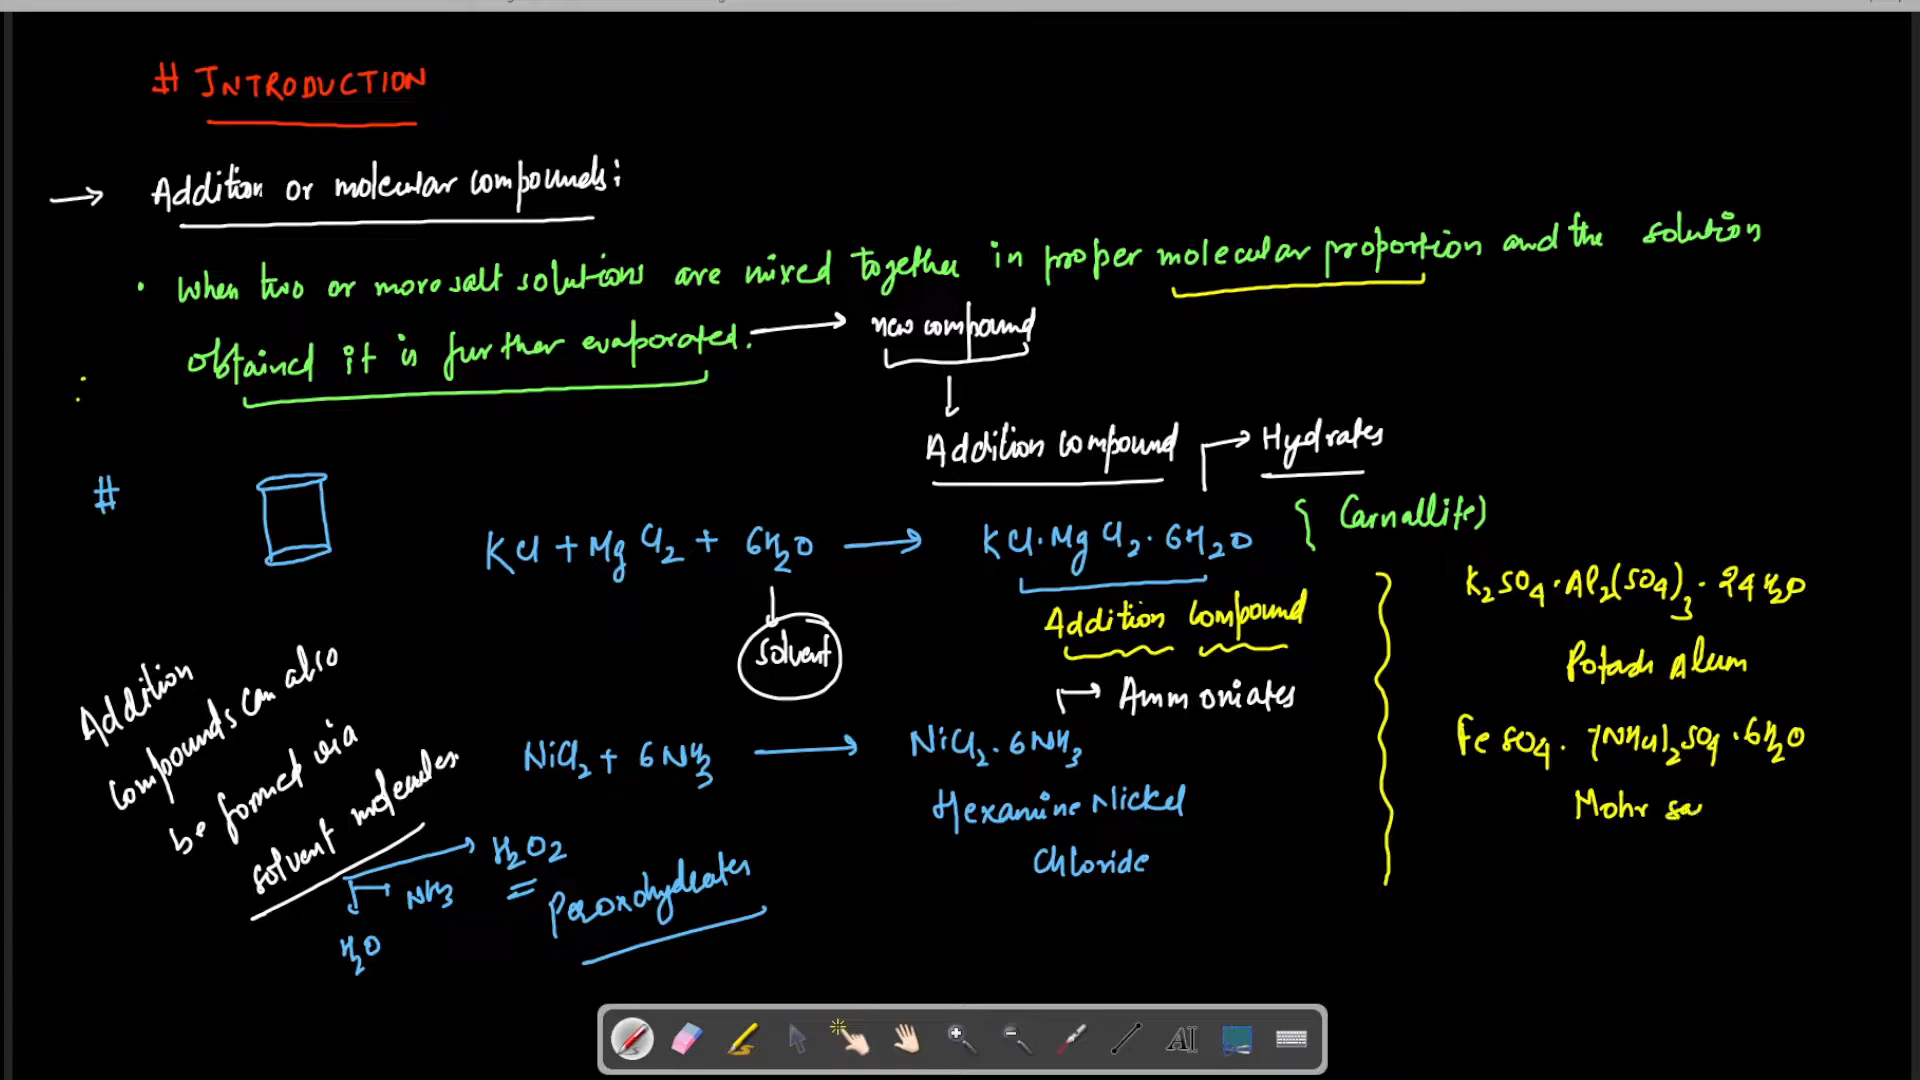 # INTRODUCTION
→ Addition or molecular compounds:
• When two or more salt solutions are mixed together in proper molecular proportion and the solution
obtained it is further evaporated. → new compound
Addition compound
→ Hydrates
#
KCl + MgCl₂ + 6H₂O → KCl·MgCl₂·6H₂O { Carnallite)
solvent
Addition compound
K₂SO₄·Al₂(SO₄)₃·24H₂O
Potash Alum
→ Ammoniates
NiCl₂ + 6NH₃ → NiCl₂·6NH₃
Hexamine Nickel
Chloride
FeSO₄·(NH₄)₂SO₄·6H₂O
Mohr sa
Addition
compounds can also
be formed via
solvent molecules.
H₂O₂
NH₃
H₂O
Peroxohydrates
AI